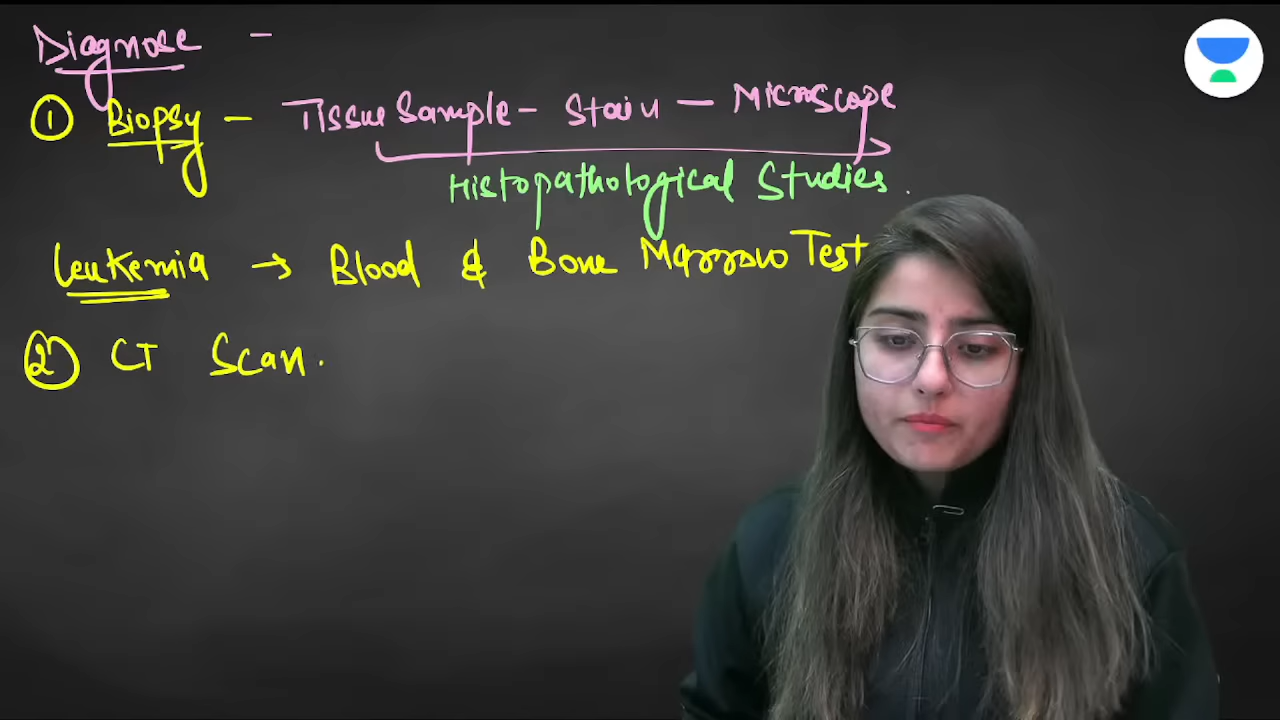 Diagnose -
① Biopsy - Tissue Sample - Stain - Microscope
Histopathological Studies.
Leukemia → Blood & Bone Marrow Test
② CT Scan.